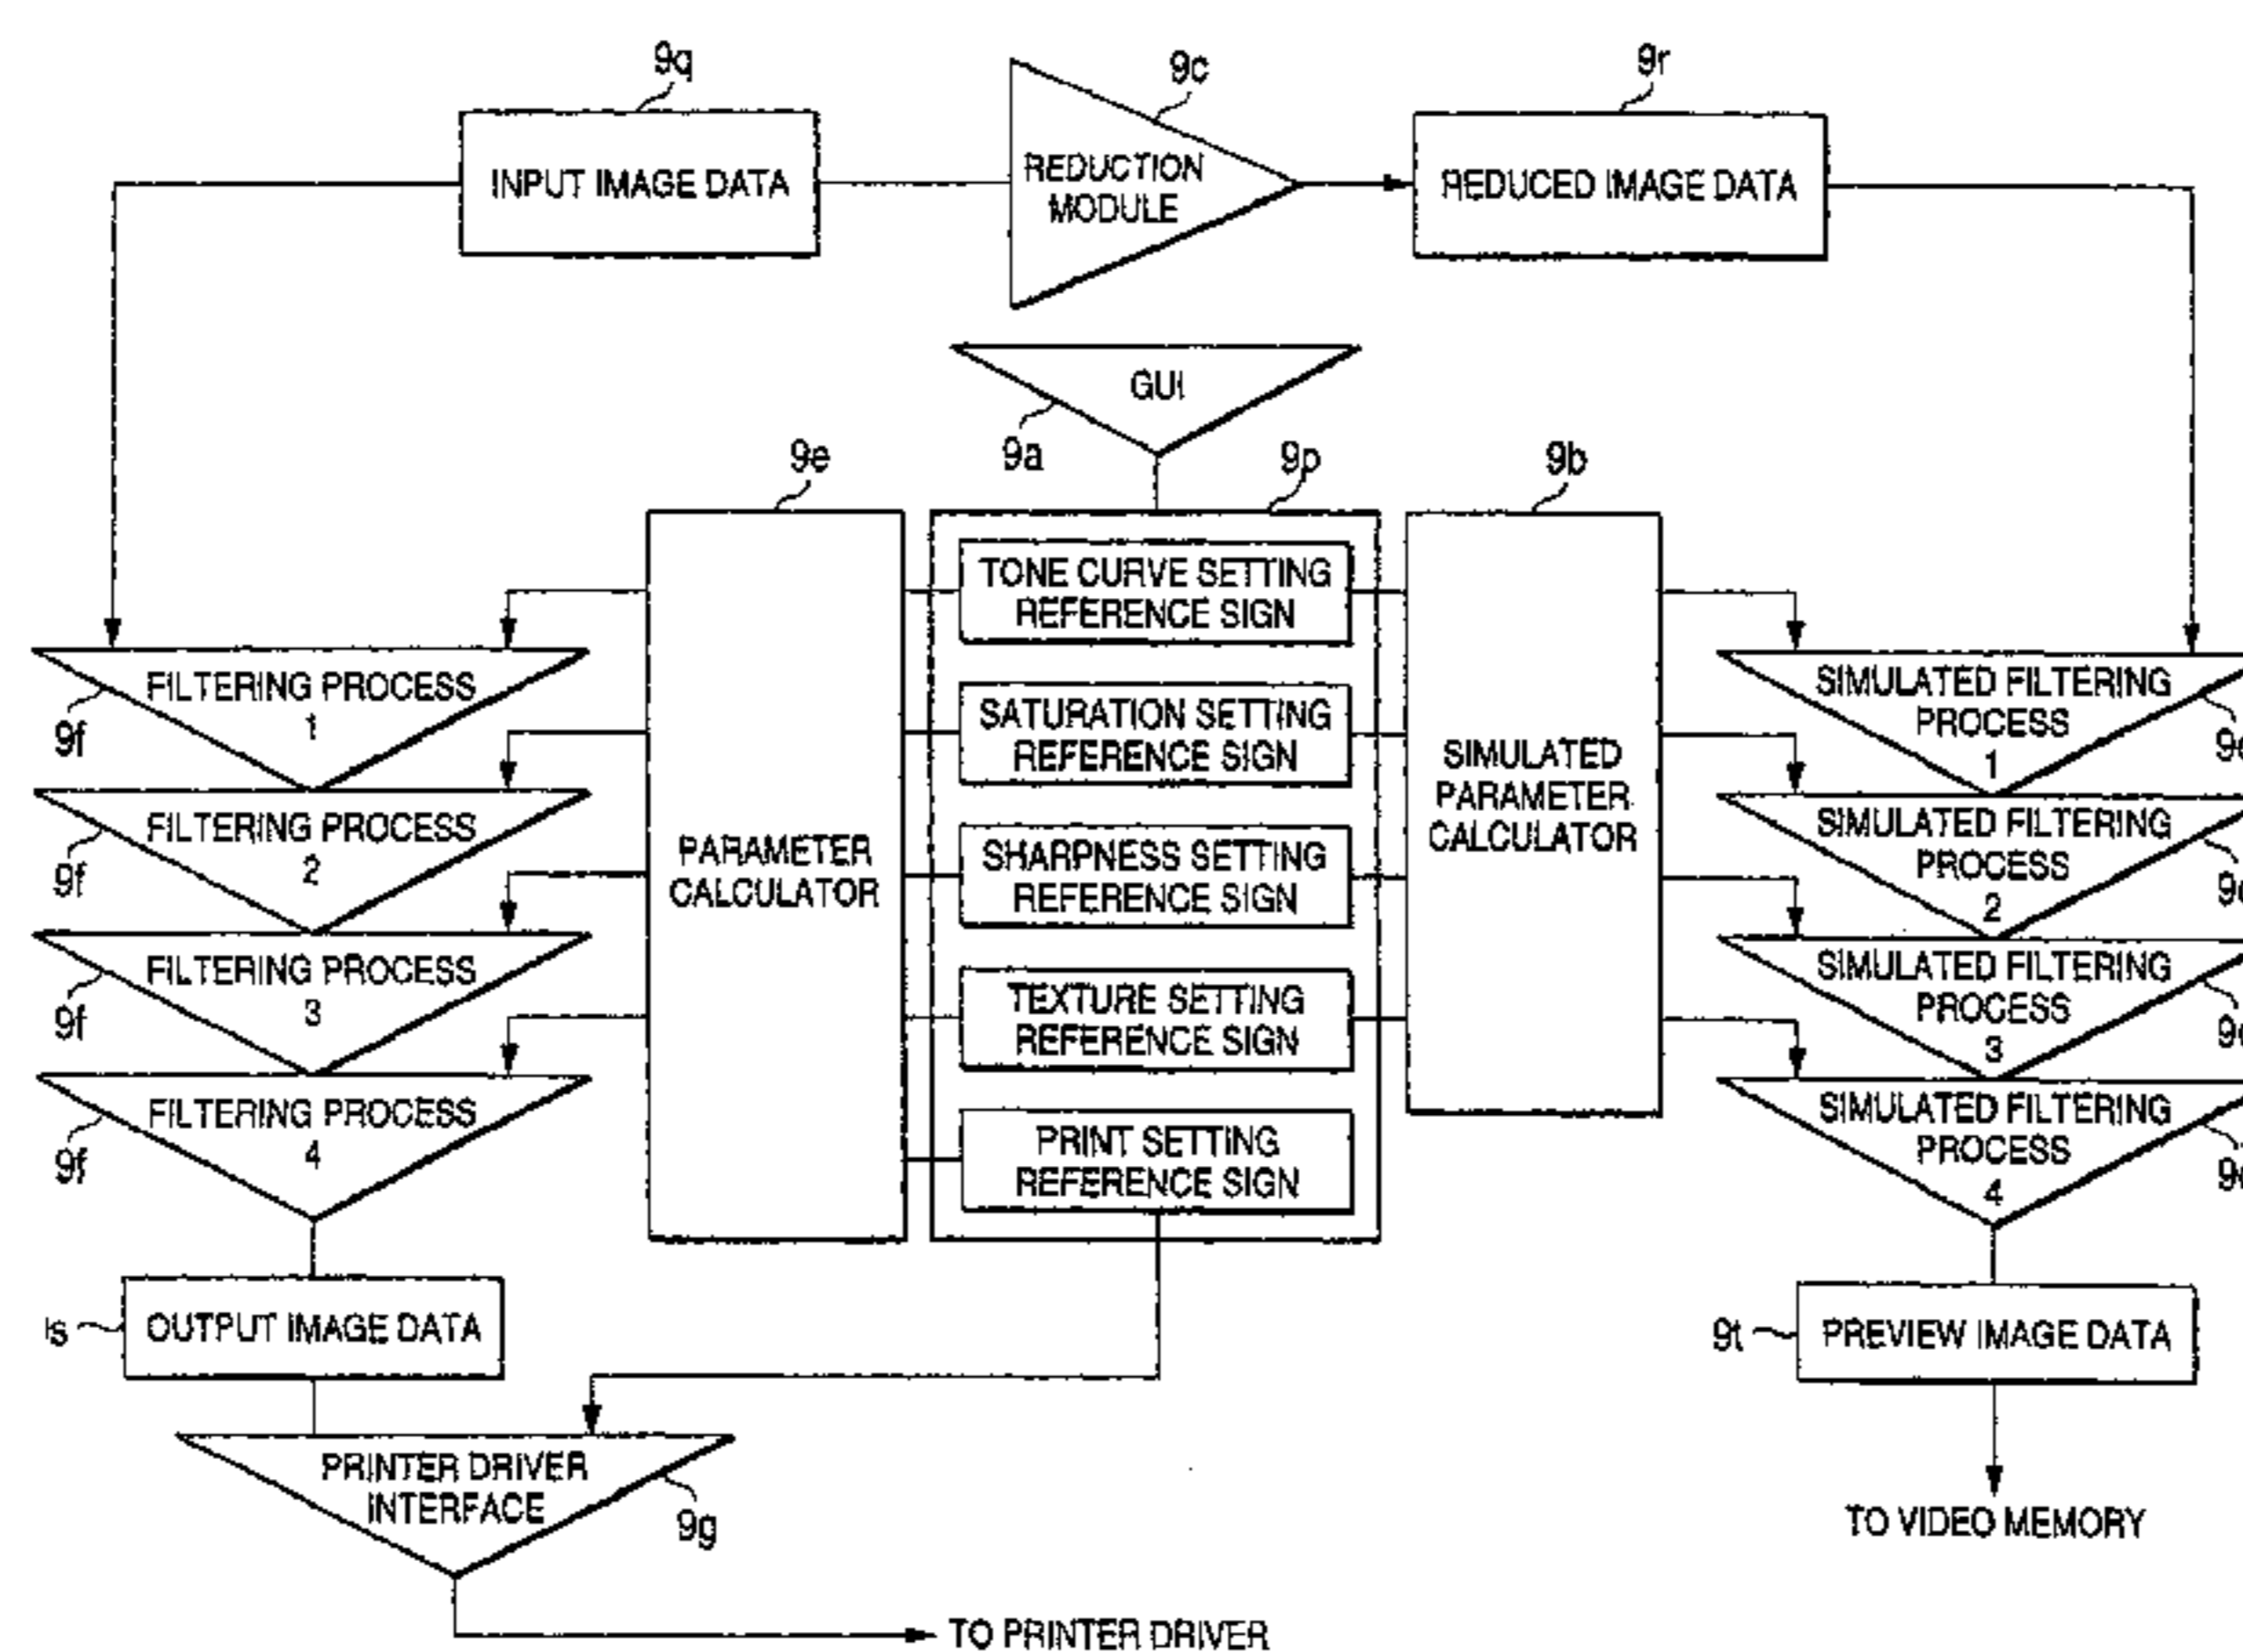 9q
9c
9r
INPUT IMAGE DATA
REDUCTION
MODULE
REDUCED IMAGE DATA
GUI
9a
9e
9p
9b
TONE CURVE SETTING
REFERENCE SIGN
SATURATION SETTING
REFERENCE SIGN
SHARPNESS SETTING
REFERENCE SIGN
TEXTURE SETTING
REFERENCE SIGN
PRINT SETTING
REFERENCE SIGN
PARAMETER
CALCULATOR
SIMULATED
PARAMETER
CALCULATOR
FILTERING PROCESS
1
9f
FILTERING PROCESS
2
9f
FILTERING PROCESS
3
9f
FILTERING PROCESS
4
9f
SIMULATED FILTERING
PROCESS
1
SIMULATED FILTERING
PROCESS
2
SIMULATED FILTERING
PROCESS
3
SIMULATED FILTERING
PROCESS
4
OUTPUT IMAGE DATA
9t
PREVIEW IMAGE DATA
PRINTER DRIVER
INTERFACE
9g
TO VIDEO MEMORY
TO PRINTER DRIVER